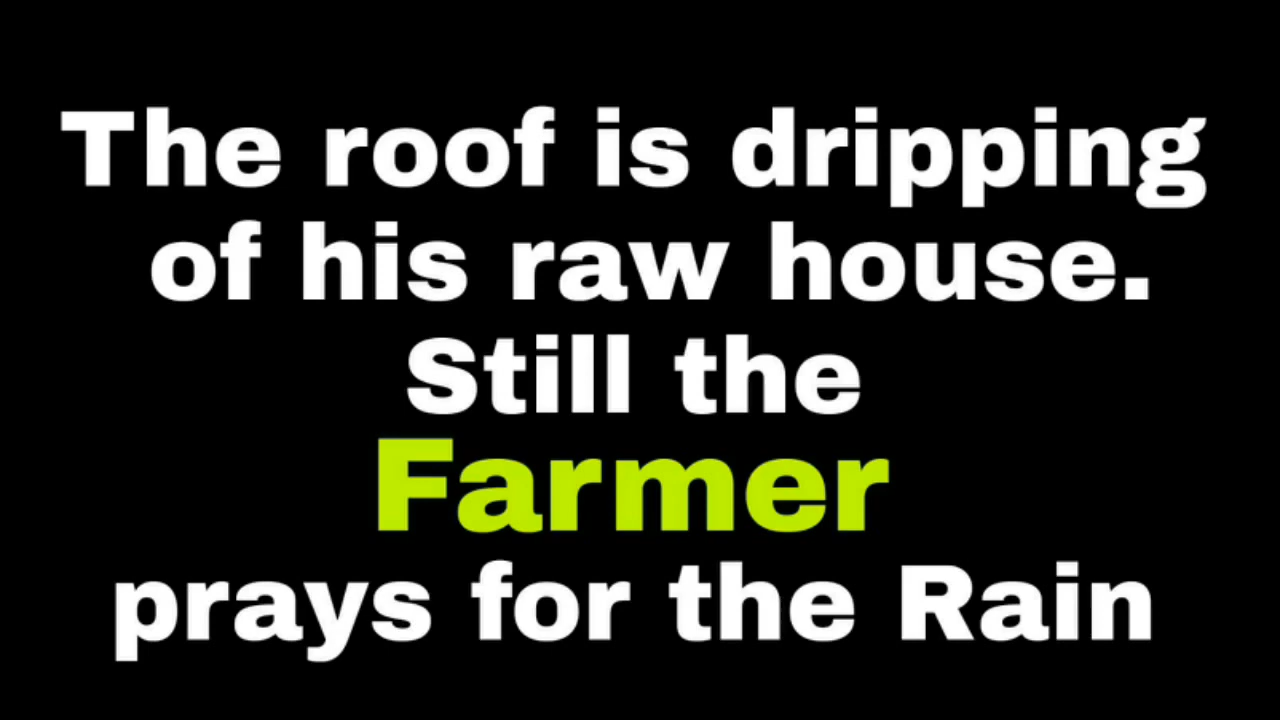 The roof is dripping
of his raw house.
Still the
Farmer
prays for the Rain